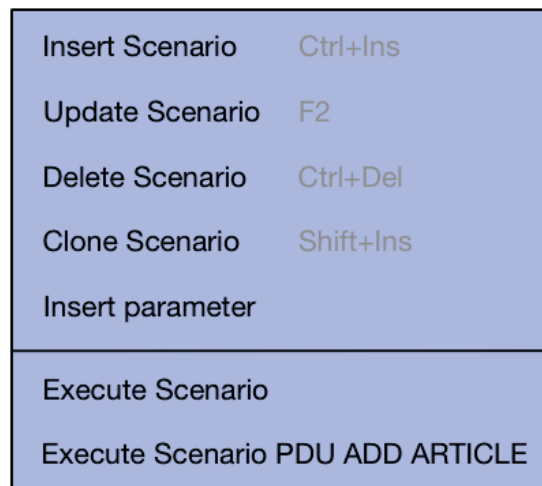 Insert Scenario Ctrl+Ins
Update Scenario F2
Delete Scenario Ctrl+Del
Clone Scenario Shift+Ins
Insert parameter
Execute Scenario
Execute Scenario PDU ADD ARTICLE